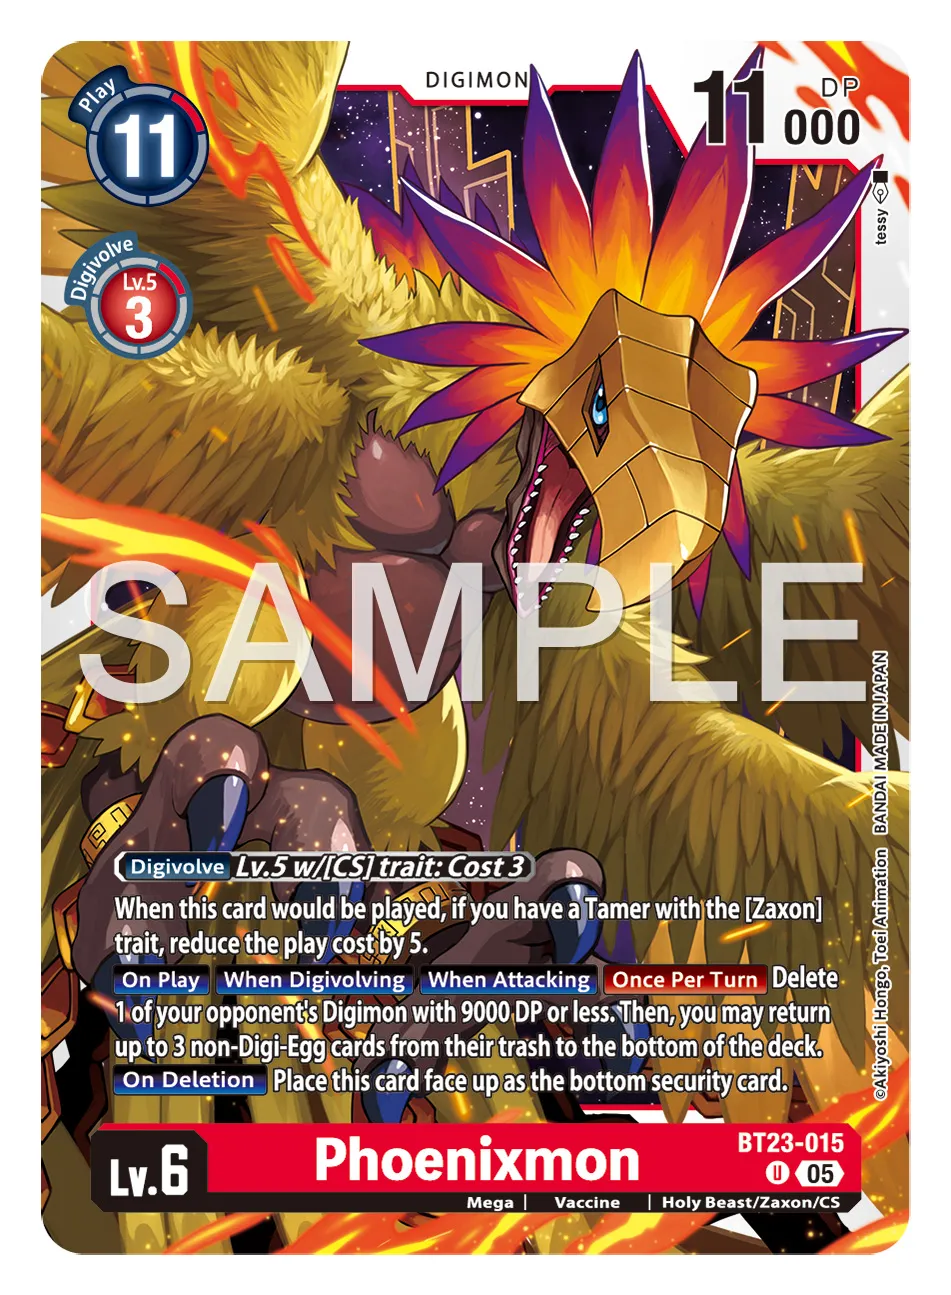 DIGIMON
Play
11
11000
DP
Digivolve
Lv.5
3
tessy
SAMPLE
Digivolve Lv.5 w/[CS] trait: Cost 3
When this card would be played, if you have a Tamer with the [Zaxon]
trait, reduce the play cost by 5.
On Play When Digivolving When Attacking Once Per Turn Delete
1 of your opponent's Digimon with 9000 DP or less. Then, you may return
up to 3 non-Digi-Egg cards from their trash to the bottom of the deck.
On Deletion Place this card face up as the bottom security card.
©Akiyoshi Hongo, Toei Animation BANDAI MADE IN JAPAN
Lv.6
Phoenixmon
BT23-015
U 05
Mega | Vaccine | Holy Beast/Zaxon/CS